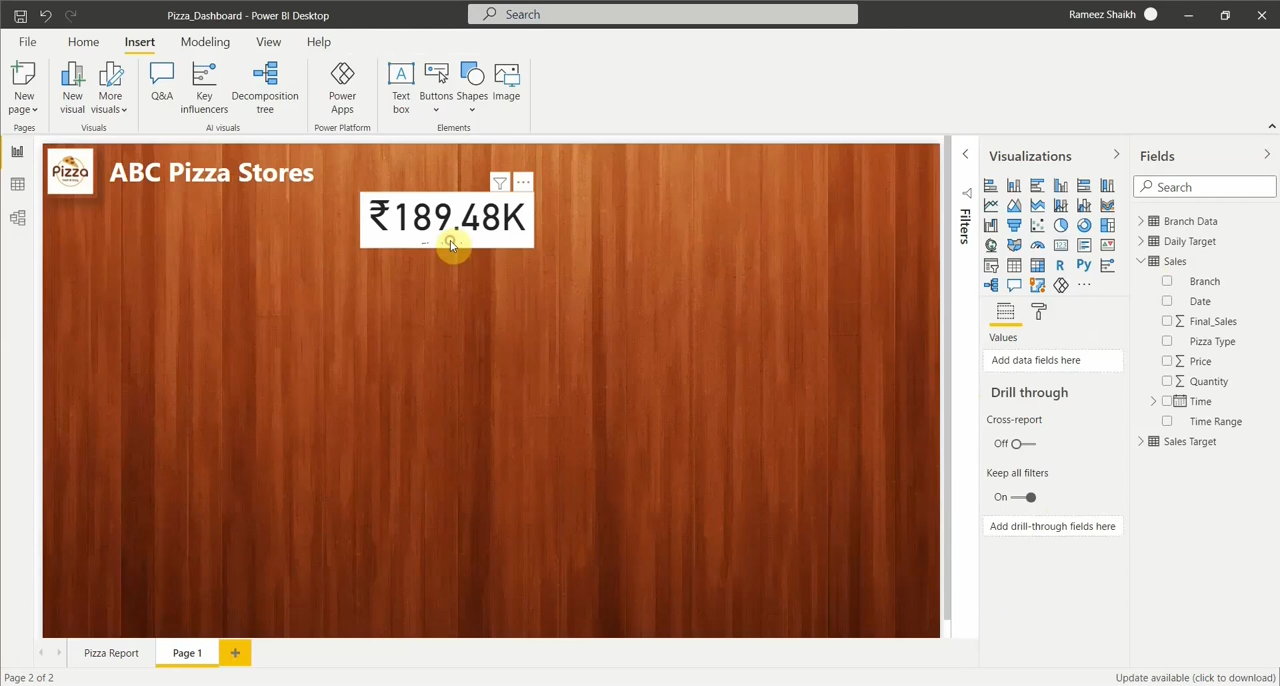 Pizza_Dashboard - Power BI Desktop
Search
Rameez Shaikh
File
Home
Insert
Modeling
View
Help
New page
New visual
More visuals
Q&A
Key influencers
Decomposition tree
Power Apps
Text box
Buttons
Shapes
Image
Pages
Visuals
AI visuals
Power Platform
Elements
Pizza
ABC Pizza Stores
₹189.48K
Filters
Visualizations
R
Py
Values
Add data fields here
Drill through
Cross-report
Off
Keep all filters
On
Add drill-through fields here
Fields
Search
Branch Data
Daily Target
Sales
Branch
Date
Final_Sales
Pizza Type
Price
Quantity
Time
Time Range
Sales Target
Pizza Report
Page 1
Page 2 of 2
Update available (click to download)